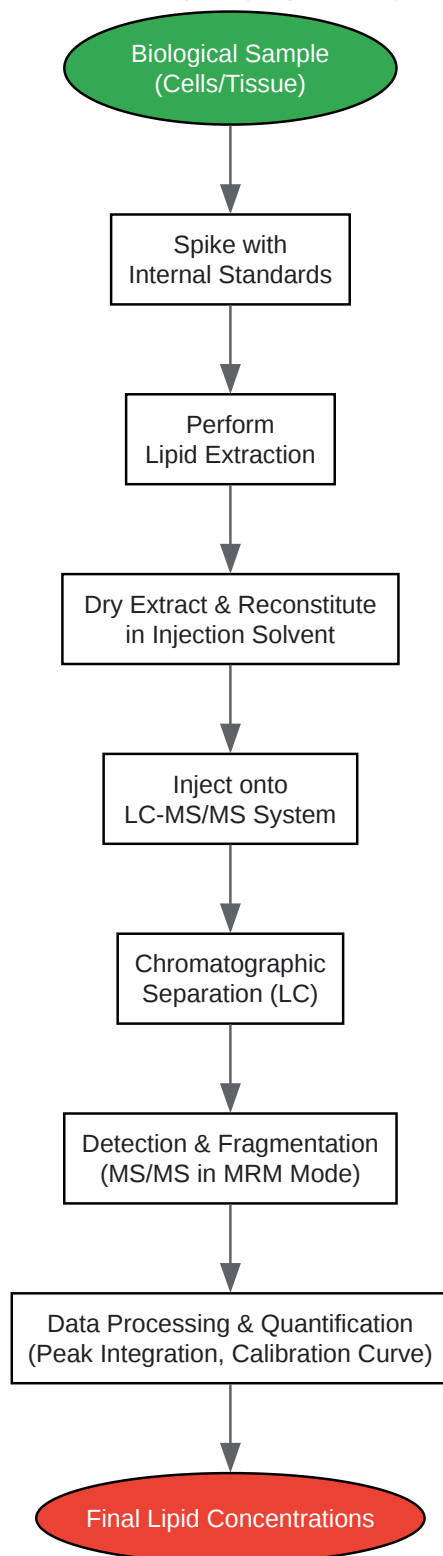 Biological Sample
(Cells/Tissue)
Spike with
Internal Standards
Perform
Lipid Extraction
Dry Extract & Reconstitute
in Injection Solvent
Inject onto
LC-MS/MS System
Chromatographic
Separation (LC)
Detection & Fragmentation
(MS/MS in MRM Mode)
Data Processing & Quantification
(Peak Integration, Calibration Curve)
Final Lipid Concentrations